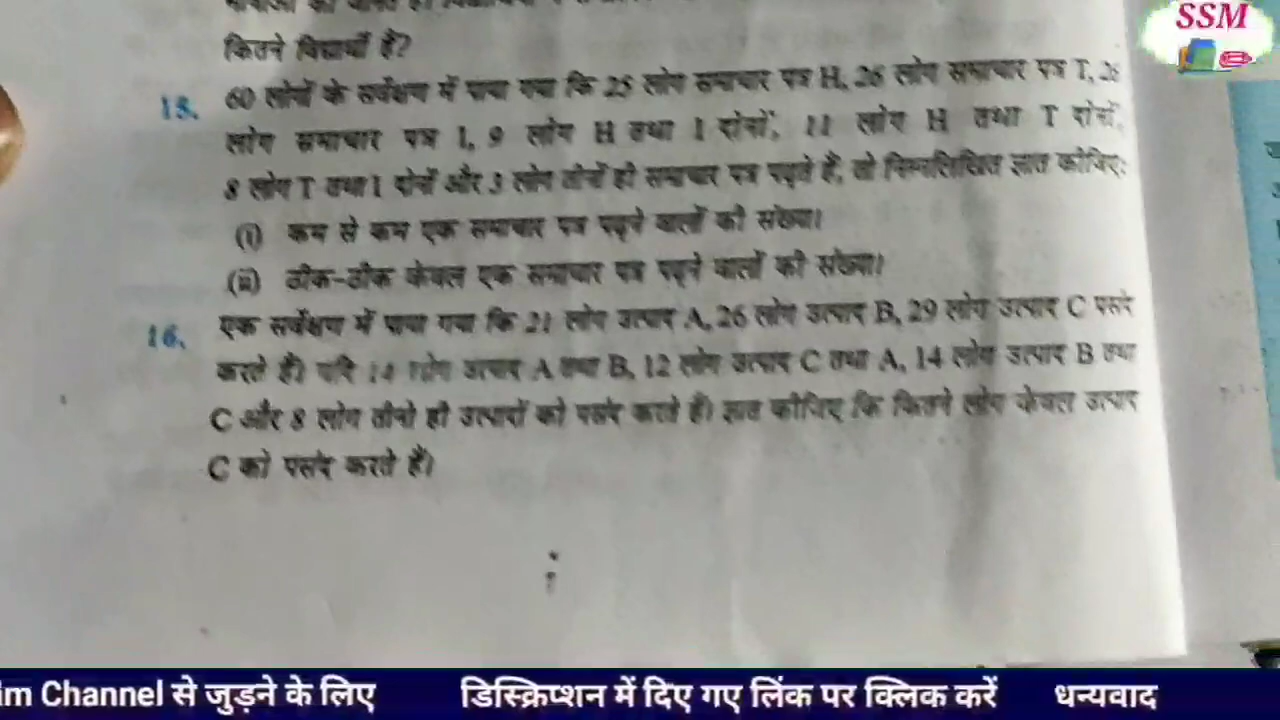 SSM
कितने विद्यार्थी हैं?
15. 60 लोगों के सर्वेक्षण में पाया गया कि 25 लोग समाचार पत्र H, 26 लोग समाचार पत्र T, 26
लोग समाचार पत्र I, 9 लोग H तथा I दोनों, 11 लोग H तथा T दोनों,
8 लोग T तथा I दोनों और 3 लोग तीनों ही समाचार पत्र पढ़ते हैं, तो निम्नलिखित ज्ञात कीजिए:
(i) कम से कम एक समाचार पत्र पढ़ने वालों की संख्या।
(ii) ठीक-ठीक केवल एक समाचार पत्र पढ़ने वालों की संख्या।
16. एक सर्वेक्षण में पाया गया कि 21 लोग उत्पाद A, 26 लोग उत्पाद B, 29 लोग उत्पाद C पसंद
करते हैं। यदि 14 लोग उत्पाद A तथा B, 12 लोग उत्पाद C तथा A, 14 लोग उत्पाद B तथा
C और 8 लोग तीनो ही उत्पादों को पसंद करते हैं। ज्ञात कीजिए कि कितने लोग केवल उत्पाद
C को पसंद करते हैं।
im Channel से जुड़ने के लिए डिस्क्रिप्शन में दिए गए लिंक पर क्लिक करें धन्यवाद